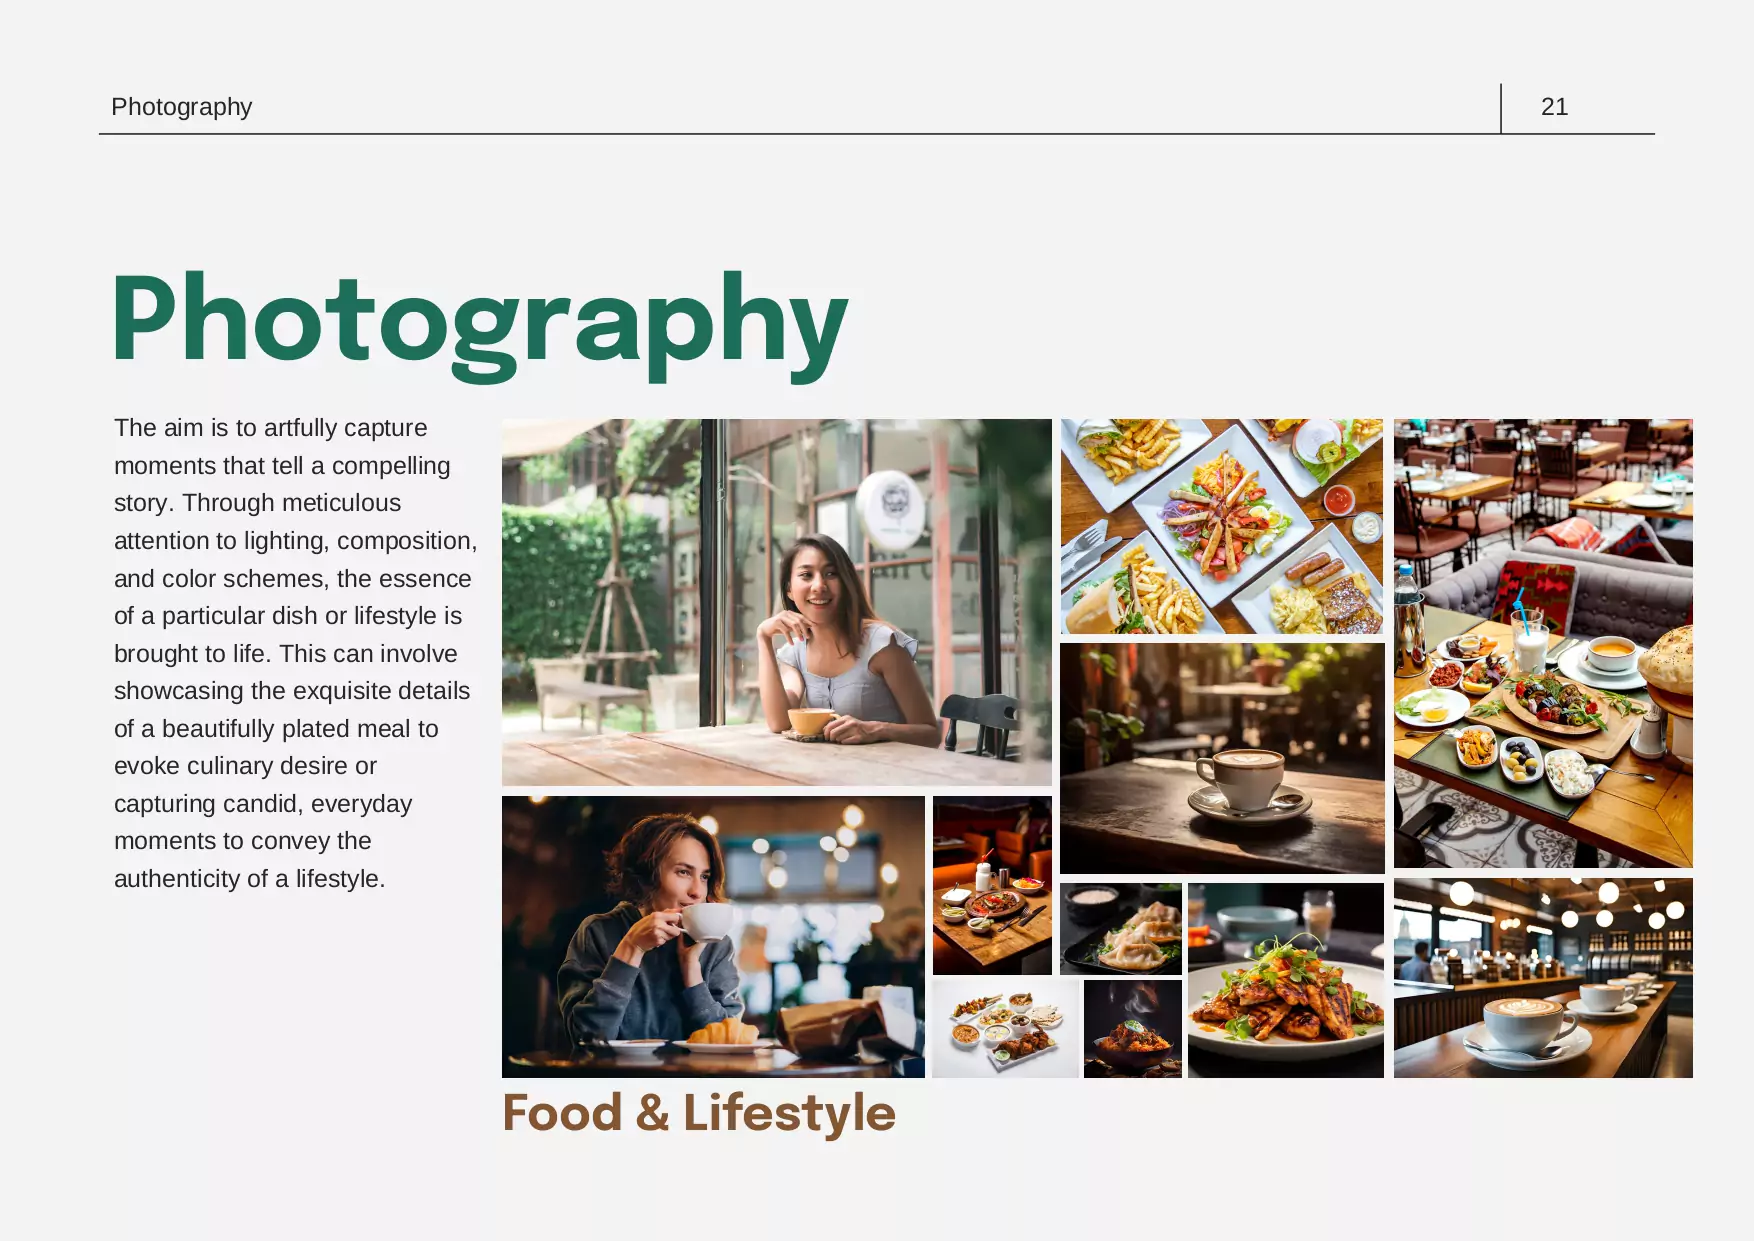 Photography
21
Photography
The aim is to artfully capture
moments that tell a compelling
story. Through meticulous
attention to lighting, composition,
and color schemes, the essence
of a particular dish or lifestyle is
brought to life. This can involve
showcasing the exquisite details
of a beautifully plated meal to
evoke culinary desire or
capturing candid, everyday
moments to convey the
authenticity of a lifestyle.
Food & Lifestyle